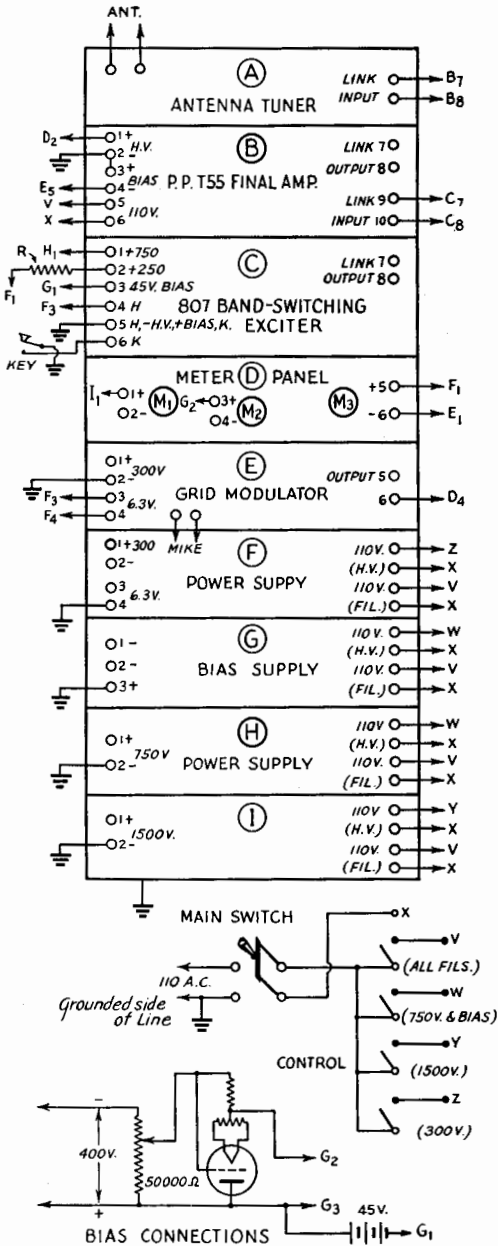 ANT.
A
ANTENNA TUNER
LINK → B7
INPUT → B8
D2 1+ H.V.
2-
3+ BIAS
E5 4-
V 5 110V.
X 6
B
P.P. T55 FINAL AMP.
LINK 7
OUTPUT 8
LINK 9 → C7
INPUT 10 → C8
H1 1+750
R 2+250
F1
G1 3 45V. BIAS
F3 4 H
5 H,-H.V.,+BIAS,K.
6 K
KEY
C
807 BAND-SWITCHING
EXCITER
LINK 7
OUTPUT 8
METER D PANEL
I1 1+
2-
M1
G2 3+
4-
M2
M3
+5 → F1
-6 → E1
1+ 300V
2-
F3 3 6.3V.
F4 4
E
GRID MODULATOR
OUTPUT 5
6 → D4
MIKE
1+300
2-
3 6.3V.
4
F
POWER SUPPY
110V. → Z
(H.V.) → X
110V. → V
(FIL.) → X
1-
2-
3+
G
BIAS SUPPLY
110V. → W
(H.V.) → X
110V. → V
(FIL.) → X
1+ 750V
2-
H
POWER SUPPLY
110V → W
(H.V.) → X
110V. → V
(FIL.) → X
1+ 1500V.
2-
I
110V → Y
(H.V.) → X
110V. → V
(FIL.) → X
MAIN SWITCH
110 A.C.
Grounded side
of Line
CONTROL
X
V
(ALL FILS.)
W
(750V. & BIAS)
Y
(1500V.)
Z
(300V.)
-
400V.
+
50000Ω
G2
G3
45V.
G1
BIAS CONNECTIONS